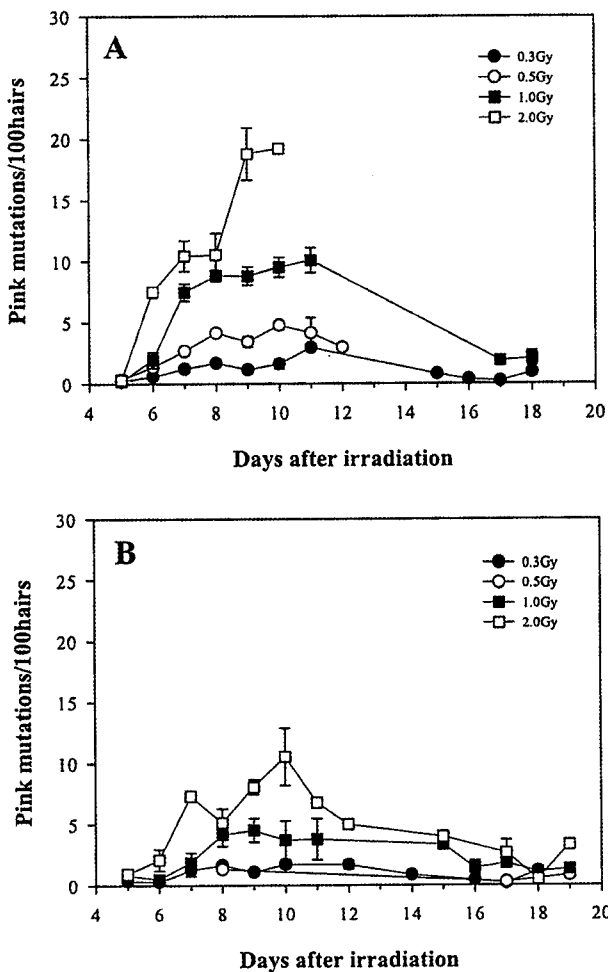 A
Pink mutations/100hairs
30
25
20
15
10
5
0
0.3Gy
0.5Gy
1.0Gy
2.0Gy
4 6 8 10 12 14 16 18 20
Days after irradiation
B
Pink mutations/100hairs
30
25
20
15
10
5
0
0.3Gy
0.5Gy
1.0Gy
2.0Gy
4 6 8 10 12 14 16 18 20
Days after irradiation